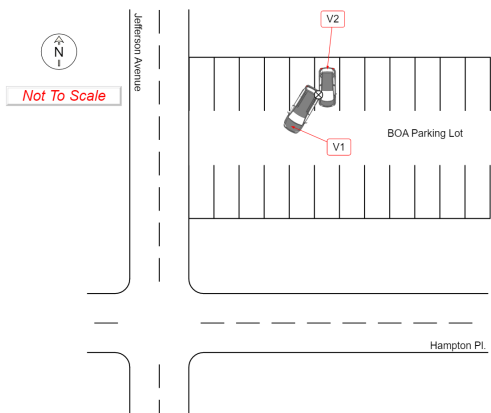 V2
Jefferson Avenue
N
Not To Scale
BOA Parking Lot
V1
Hampton Pl.